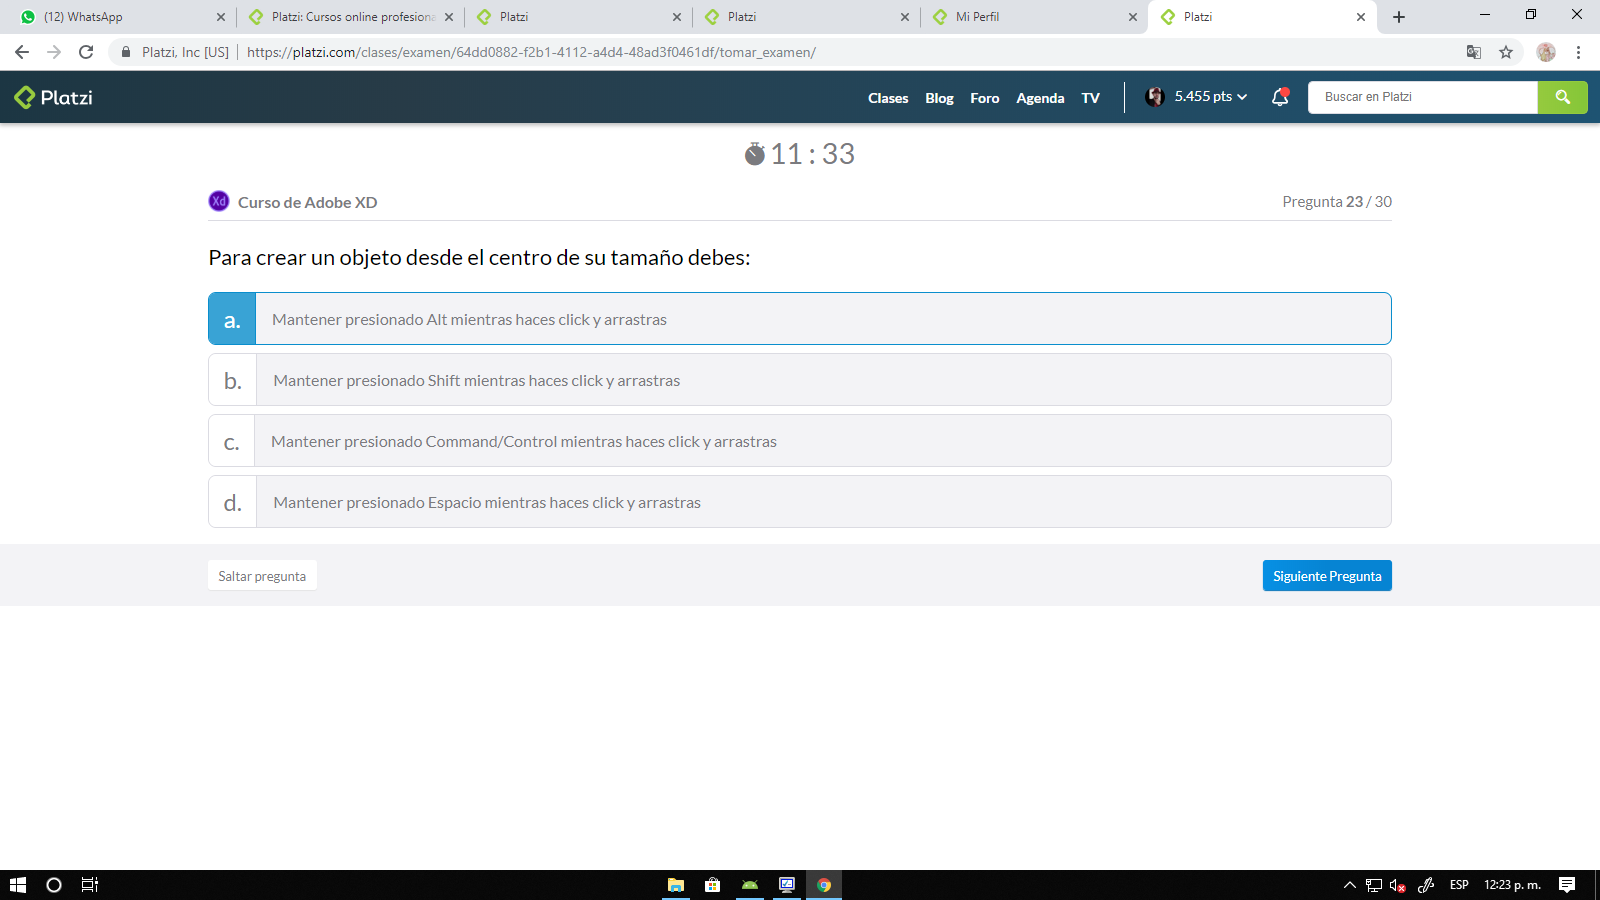 (12) WhatsApp
Platzi: Cursos online profesiona
Platzi
Platzi
Mi Perfil
Platzi
Platzi, Inc [US]
https://platzi.com/clases/examen/64dd0882-f2b1-4112-a4d4-48ad3f0461df/tomar_examen/
Platzi
Clases
Blog
Foro
Agenda
TV
5.455 pts
Buscar en Platzi
11 : 33
Xd
Curso de Adobe XD
Pregunta 23 / 30
Para crear un objeto desde el centro de su tamaño debes:
a. Mantener presionado Alt mientras haces click y arrastras
b. Mantener presionado Shift mientras haces click y arrastras
c. Mantener presionado Command/Control mientras haces click y arrastras
d. Mantener presionado Espacio mientras haces click y arrastras
Saltar pregunta
Siguiente Pregunta
ESP
12:23 p. m.